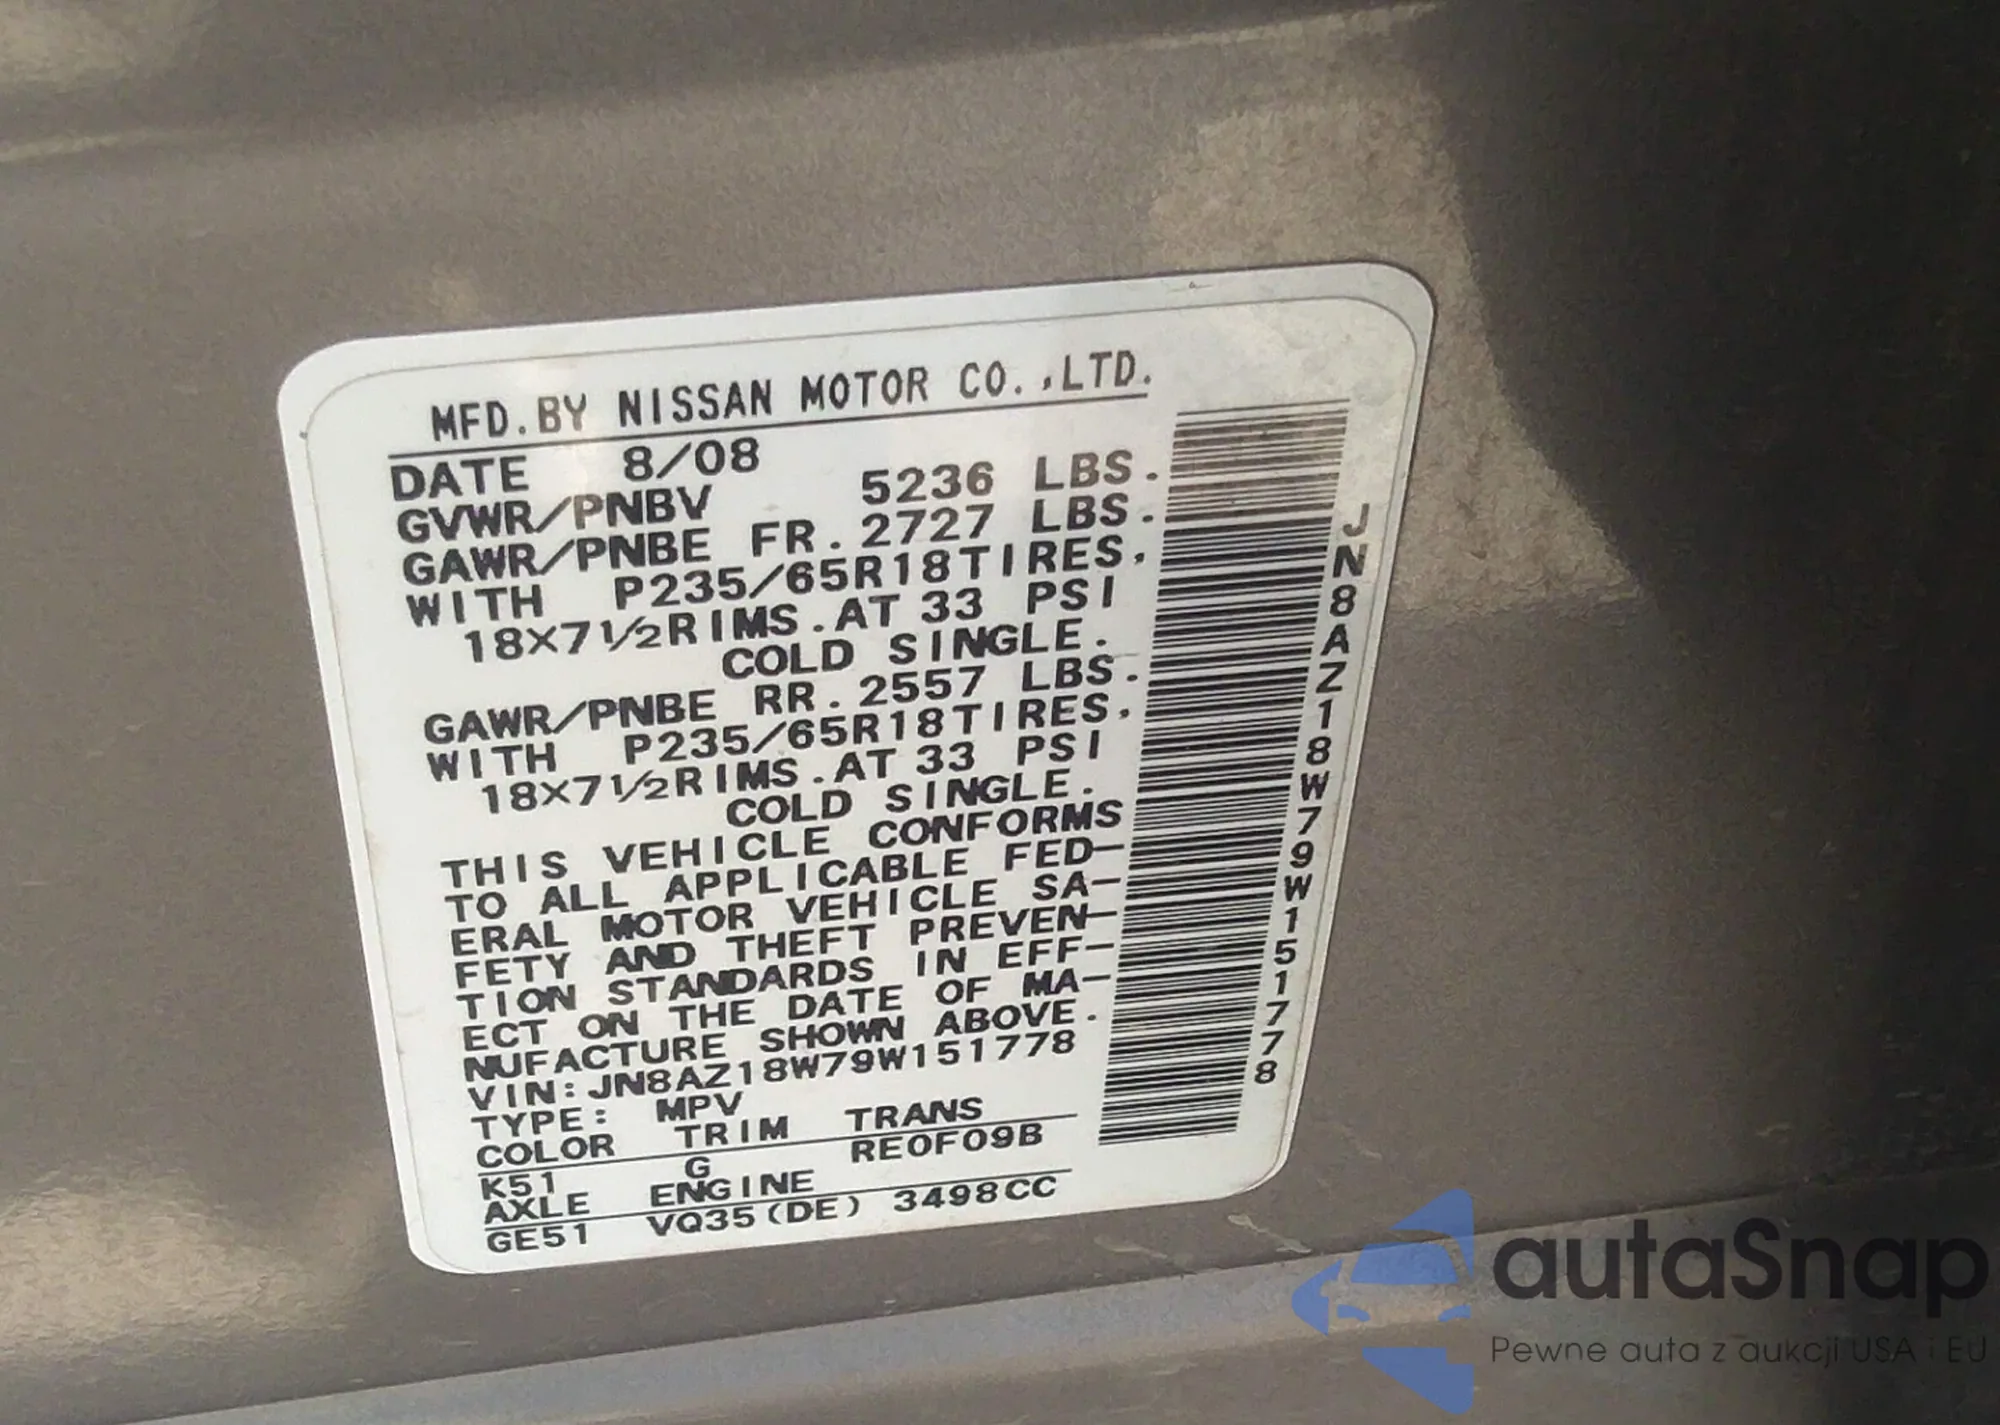 MFD.BY NISSAN MOTOR CO.,LTD.
DATE 8/08
GVWR/PNBV 5236 LBS.
GAWR/PNBE FR. 2727 LBS.
WITH P235/65R18TIRES,
18X7½RIMS.AT 33 PSI
COLD SINGLE.
GAWR/PNBE RR. 2557 LBS.
WITH P235/65R18TIRES,
18X7½RIMS.AT 33 PSI
COLD SINGLE.
THIS VEHICLE CONFORMS
TO ALL APPLICABLE FED-
ERAL MOTOR VEHICLE SA-
FETY AND THEFT PREVEN-
TION STANDARDS IN EFF-
ECT ON THE DATE OF MA-
NUFACTURE SHOWN ABOVE.
VIN:JN8AZ18W79W151778
TYPE: MPV
COLOR TRIM TRANS
K51 G RE0F09B
AXLE ENGINE
GE51 VQ35(DE) 3498CC
JN8AZ18W79W151778
autaSnap
Pewne auta z aukcji USA i EU